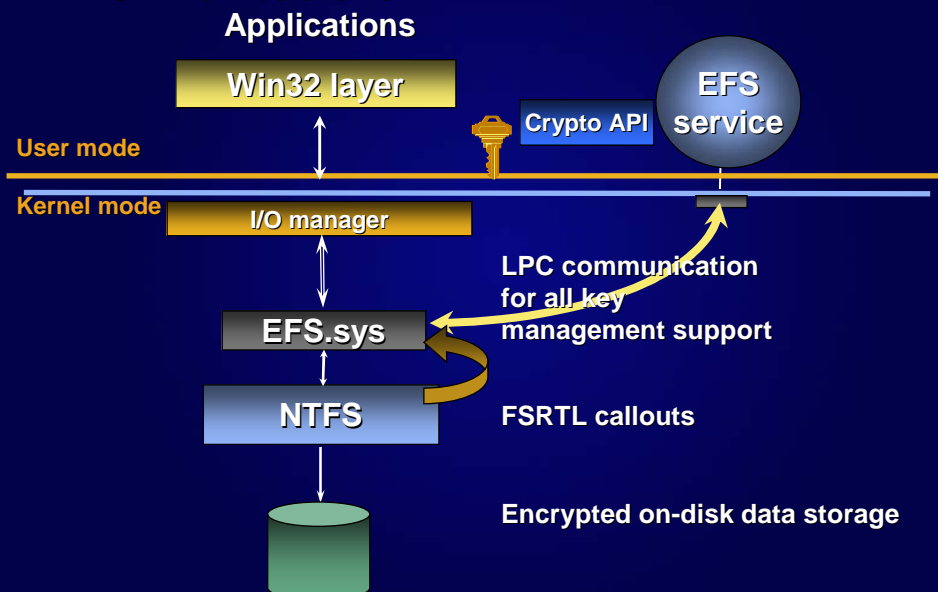 Applications
Win32 layer
EFS
service
Crypto API
User mode
Kernel mode
I/O manager
LPC communication
for all key
management support
EFS.sys
NTFS
FSRTL callouts
Encrypted on-disk data storage